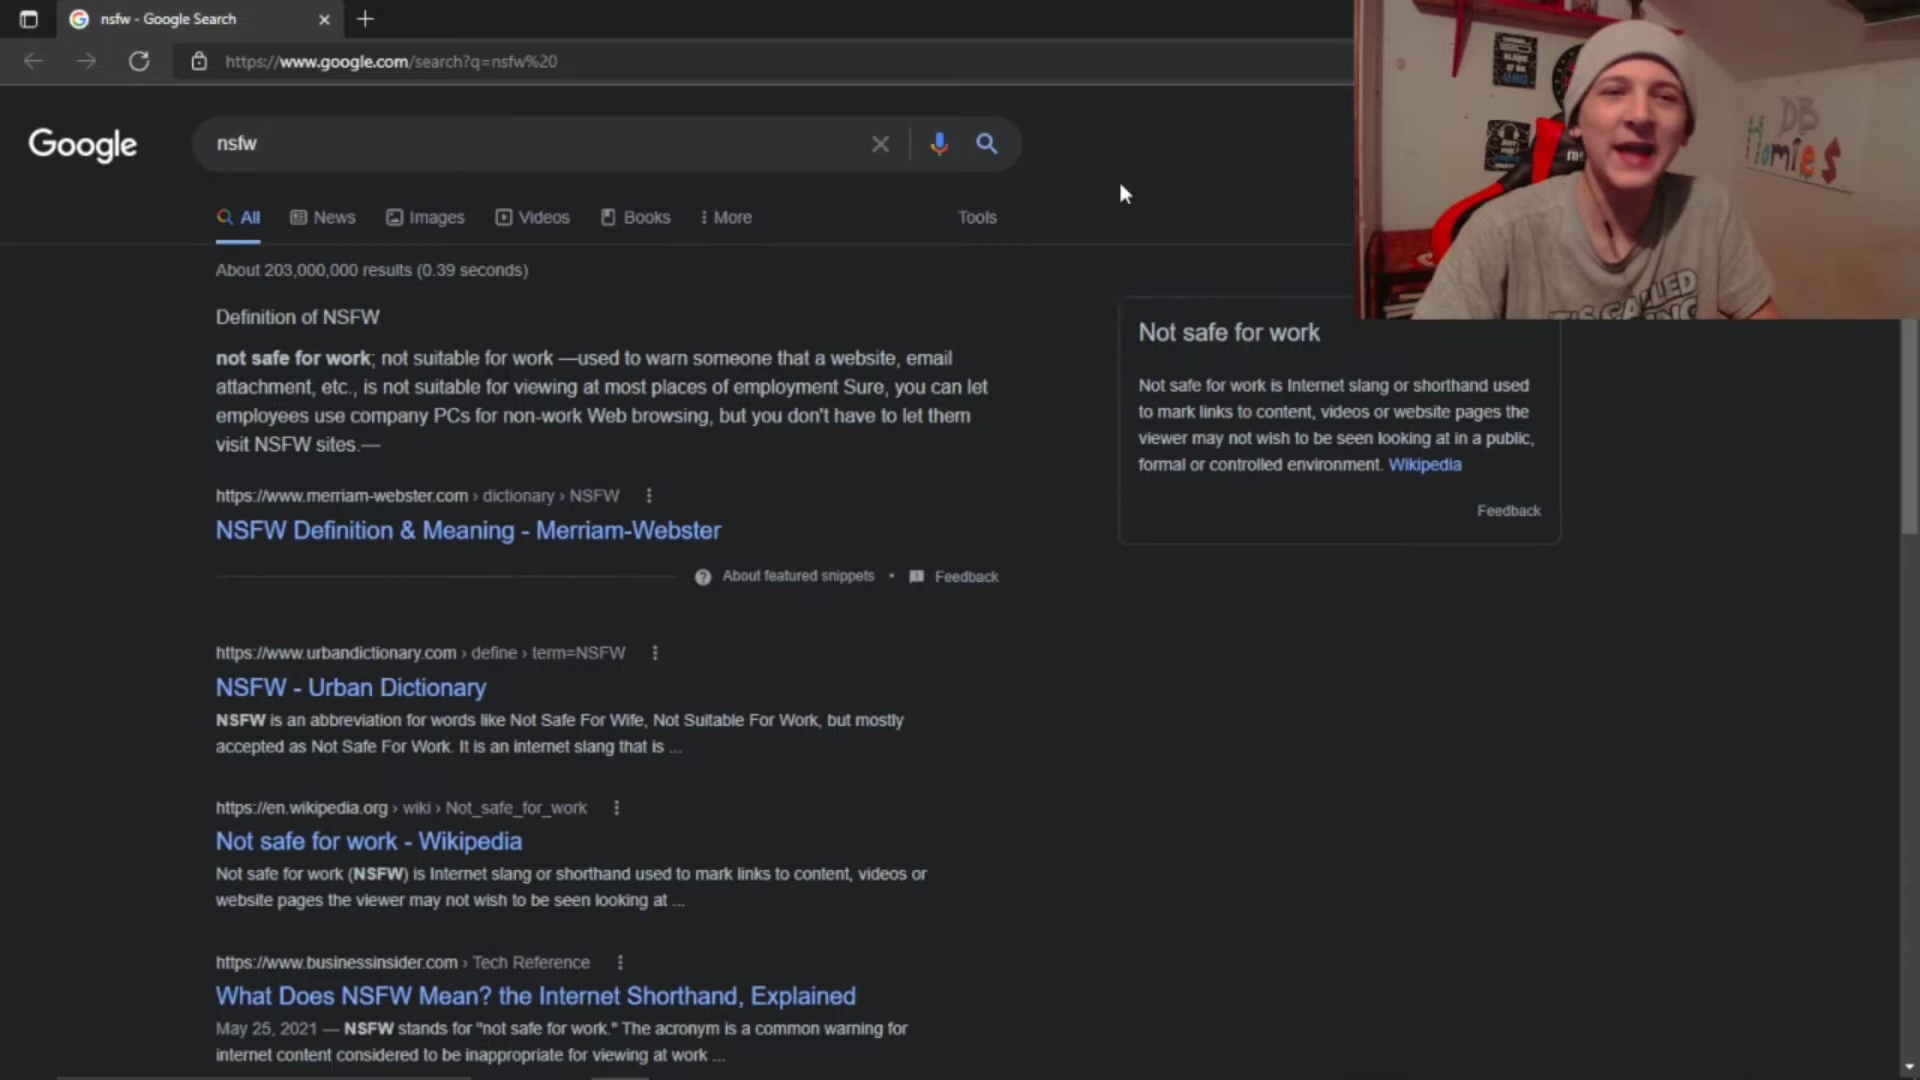 nsfw - Google Search
https://www.google.com/search?q=nsfw%20
Google
nsfw
All
News
Images
Videos
Books
More
Tools
About 203,000,000 results (0.39 seconds)
Definition of NSFW
not safe for work; not suitable for work —used to warn someone that a website, email
attachment, etc., is not suitable for viewing at most places of employment Sure, you can let
employees use company PCs for non-work Web browsing, but you don't have to let them
visit NSFW sites.—
https://www.merriam-webster.com › dictionary › NSFW
NSFW Definition & Meaning - Merriam-Webster
About featured snippets • Feedback
https://www.urbandictionary.com › define › term=NSFW
NSFW - Urban Dictionary
NSFW is an abbreviation for words like Not Safe For Wife, Not Suitable For Work, but mostly
accepted as Not Safe For Work. It is an internet slang that is ...
https://en.wikipedia.org › wiki › Not_safe_for_work
Not safe for work - Wikipedia
Not safe for work (NSFW) is Internet slang or shorthand used to mark links to content, videos or
website pages the viewer may not wish to be seen looking at ...
https://www.businessinsider.com › Tech Reference
What Does NSFW Mean? the Internet Shorthand, Explained
May 25, 2021 — NSFW stands for "not safe for work." The acronym is a common warning for
internet content considered to be inappropriate for viewing at work ...
Not safe for work
Not safe for work is Internet slang or shorthand used
to mark links to content, videos or website pages the
viewer may not wish to be seen looking at in a public,
formal or controlled environment. Wikipedia
Feedback
DB
Homies